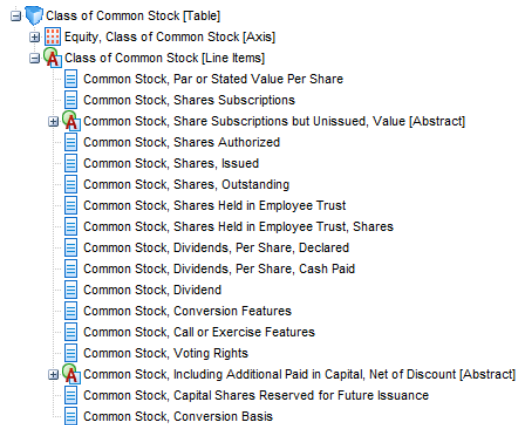 Class of Common Stock [Table]
Equity, Class of Common Stock [Axis]
Class of Common Stock [Line Items]
Common Stock, Par or Stated Value Per Share
Common Stock, Shares Subscriptions
Common Stock, Share Subscriptions but Unissued, Value [Abstract]
Common Stock, Shares Authorized
Common Stock, Shares, Issued
Common Stock, Shares, Outstanding
Common Stock, Shares Held in Employee Trust
Common Stock, Shares Held in Employee Trust, Shares
Common Stock, Dividends, Per Share, Declared
Common Stock, Dividends, Per Share, Cash Paid
Common Stock, Dividend
Common Stock, Conversion Features
Common Stock, Call or Exercise Features
Common Stock, Voting Rights
Common Stock, Including Additional Paid in Capital, Net of Discount [Abstract]
Common Stock, Capital Shares Reserved for Future Issuance
Common Stock, Conversion Basis